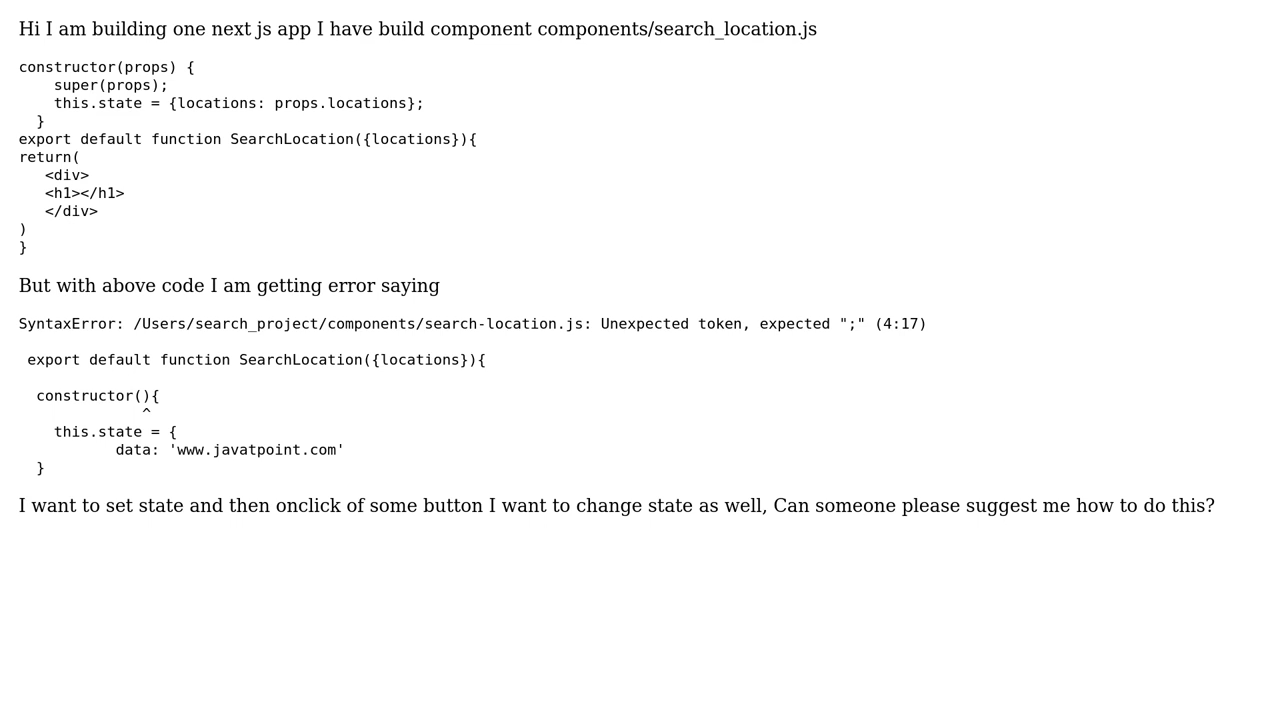 Hi I am building one next js app I have build component components/search_location.js
constructor(props) {
    super(props);
    this.state = {locations: props.locations};
  }
export default function SearchLocation({locations}){
return(
   <div>
   <h1></h1>
   </div>
)
}
But with above code I am getting error saying
SyntaxError: /Users/search_project/components/search-location.js: Unexpected token, expected ";" (4:17)
 export default function SearchLocation({locations}){
  constructor(){
              ^
    this.state = {
           data: 'www.javatpoint.com'
  }
I want to set state and then onclick of some button I want to change state as well, Can someone please suggest me how to do this?